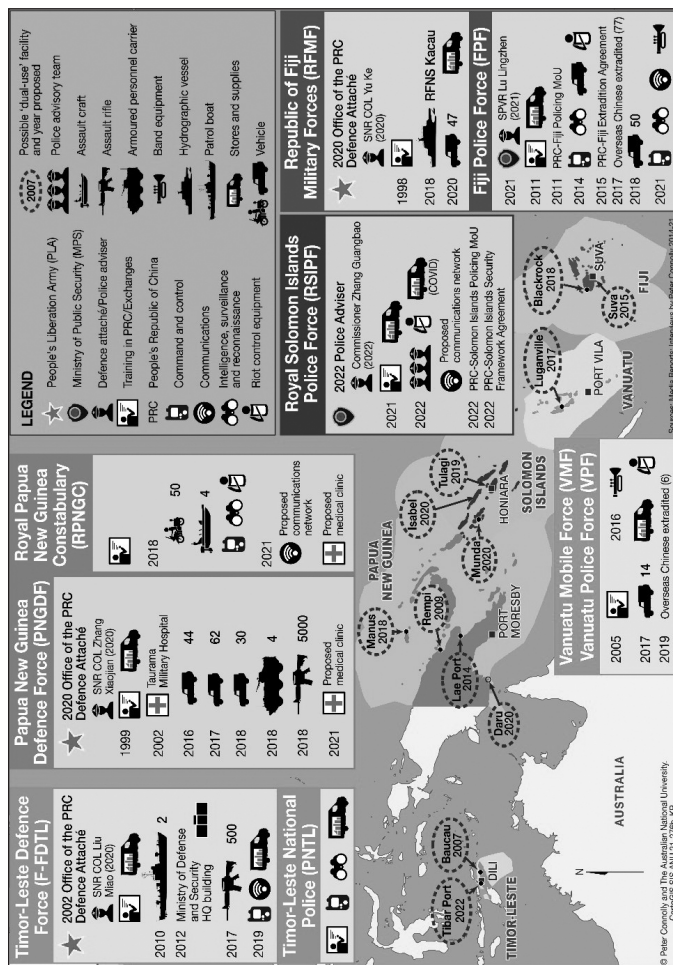 Timor-Leste Defence
Force (F-FDTL)
2002 Office of the PRC
Defence Attaché
SNR COL Liu
Miao (2020)
2010
2
2012
Ministry of Defense
and Security
HQ building
2017
500
2019
Timor-Leste National
Police (PNTL)
Papua New Guinea
Defence Force (PNGDF)
2020 Office of the PRC
Defence Attaché
SNR COL Zhang
Xiaojian (2020)
1999
2002
Taurama
Military Hospital
2016
44
2017
62
2018
30
2018
4
2018
5000
2021
Proposed
medical clinic
Royal Papua
New Guinea
Constabulary
(RPNGC)
2018
50
4
2021
Proposed
communications
network
Proposed
medical clinic
LEGEND
People's Liberation Army (PLA)
Ministry of Public Security (MPS)
Defence attaché/Police adviser
Training in PRC/Exchanges
PRC People's Republic of China
Command and control
Communications
Intelligence, surveillance
and reconnaissance
Riot control equipment
2007
Possible 'dual-use' facility
and year proposed
Police advisory team
Assault craft
Assault rifle
Armoured personnel carrier
Band equipment
Hydrographic vessel
Patrol boat
Stores and supplies
Vehicle
Royal Solomon Islands
Police Force (RSIPF)
2022 Police Adviser
Commissioner Zhang Guangbao
(2022)
2021
(COVID)
2022
Proposed
communications network
2022 PRC-Solomon Islands Policing MoU
2022 PRC-Solomon Islands Security
Framework Agreement
Republic of Fiji
Military Forces (RFMF)
2020 Office of the PRC
Defence Attaché
SNR COL Yu Ke
(2020)
1998
2018
RFNS Kacau
2020
47
Fiji Police Force (FPF)
2021
SPVR Lu Lingzhen
(2021)
2011
2011 PRC-Fiji Policing MoU
2014
2015 PRC-Fiji Extradition Agreement
2017 Overseas Chinese extradited (77)
2018
50
2021
Tibar Port
2022
Baucau
2007
DILI
TIMOR-LESTE
AUSTRALIA
N
Manus
2018
PAPUA
NEW GUINEA
Rempi
2009
Lae Port
2014
PORT
MORESBY
Daru
2020
Isabel
2020
Tulagi
2019
Munda
2020
HONIARA
SOLOMON
ISLANDS
Luganville
2017
PORT VILA
VANUATU
Blackrock
2018
Suva
2015
SUVA
FIJI
Vanuatu Mobile Force (VMF)
Vanuatu Police Force (VPF)
2005
2016
2017
14
2019 Overseas Chinese extradited (6)
© Peter Connolly and The Australian National University.
Sources: Media Reports; Interviews by Peter Connolly 2014-21